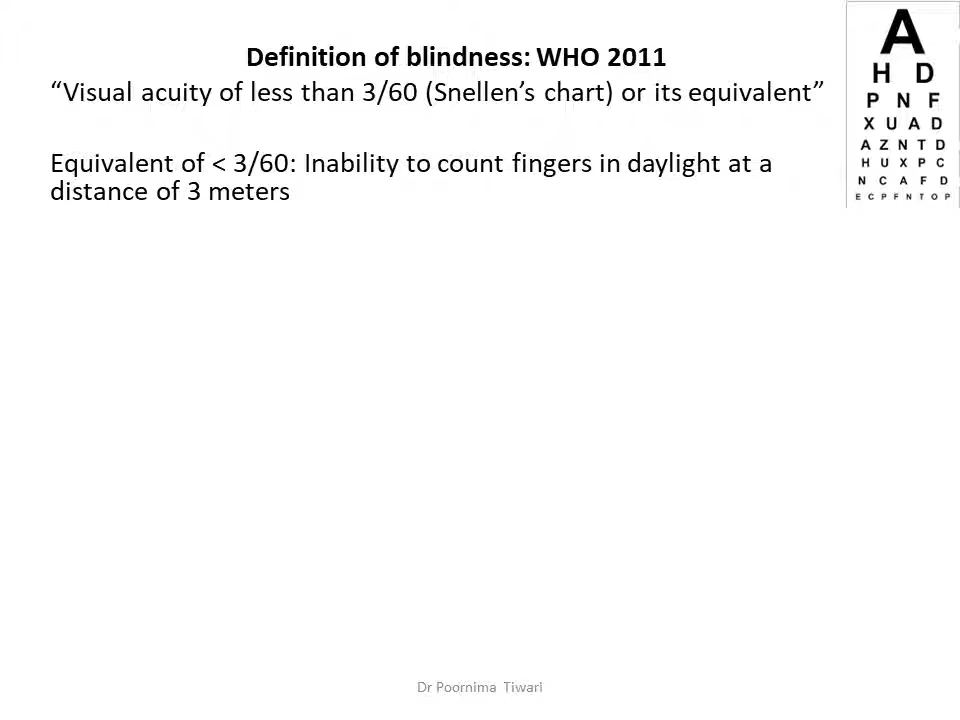 Definition of blindness: WHO 2011
“Visual acuity of less than 3/60 (Snellen’s chart) or its equivalent”
Equivalent of < 3/60: Inability to count fingers in daylight at a
distance of 3 meters
A
H D
P N F
X U A D
A Z N T D
H U X P C
N C A F D
E C P F N T O P
Dr Poornima Tiwari